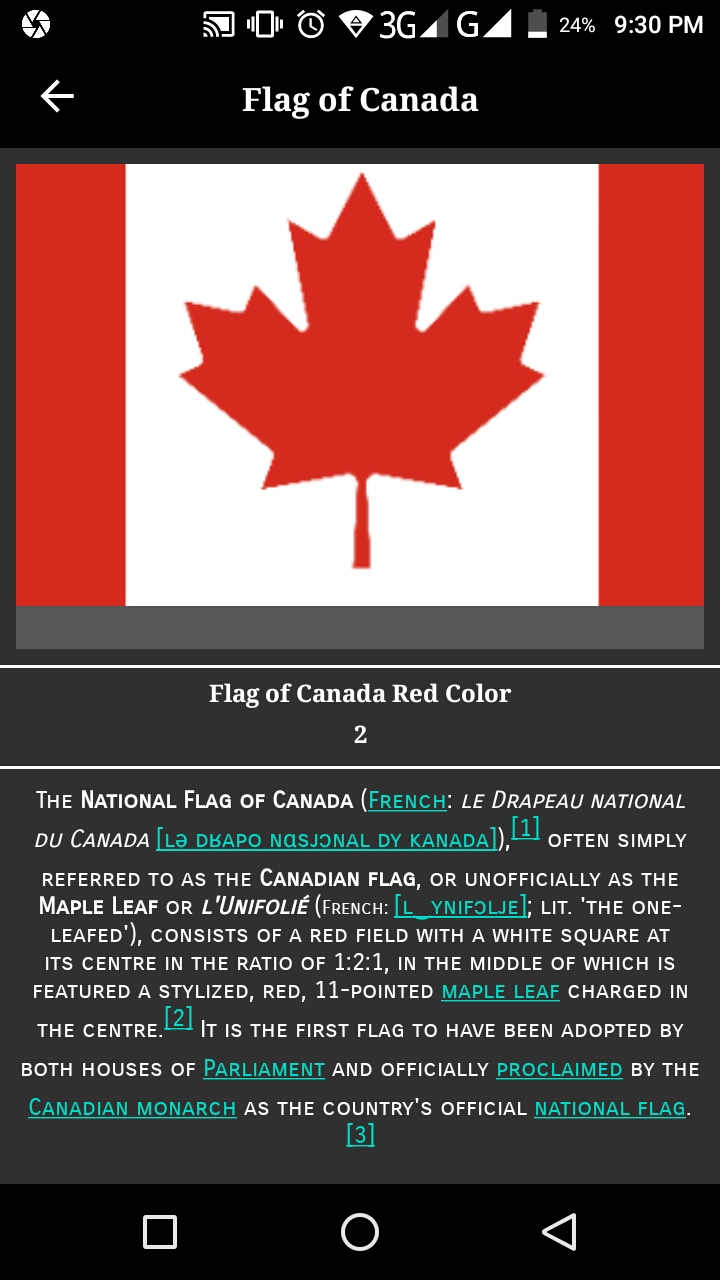 3G G 24% 9:30 PM
Flag of Canada
Flag of Canada Red Color
2
The National Flag of Canada (French: le Drapeau national
du Canada [lə dʁapo nɑsjɔnal dy kanada]),[1] often simply
referred to as the Canadian flag, or unofficially as the
Maple Leaf or l'Unifolié (French: [l‿ynifɔlje]; lit. 'the one-
leafed'), consists of a red field with a white square at
its centre in the ratio of 1:2:1, in the middle of which is
featured a stylized, red, 11-pointed maple leaf charged in
the centre.[2] It is the first flag to have been adopted by
both houses of Parliament and officially proclaimed by the
Canadian monarch as the country's official national flag.
[3]